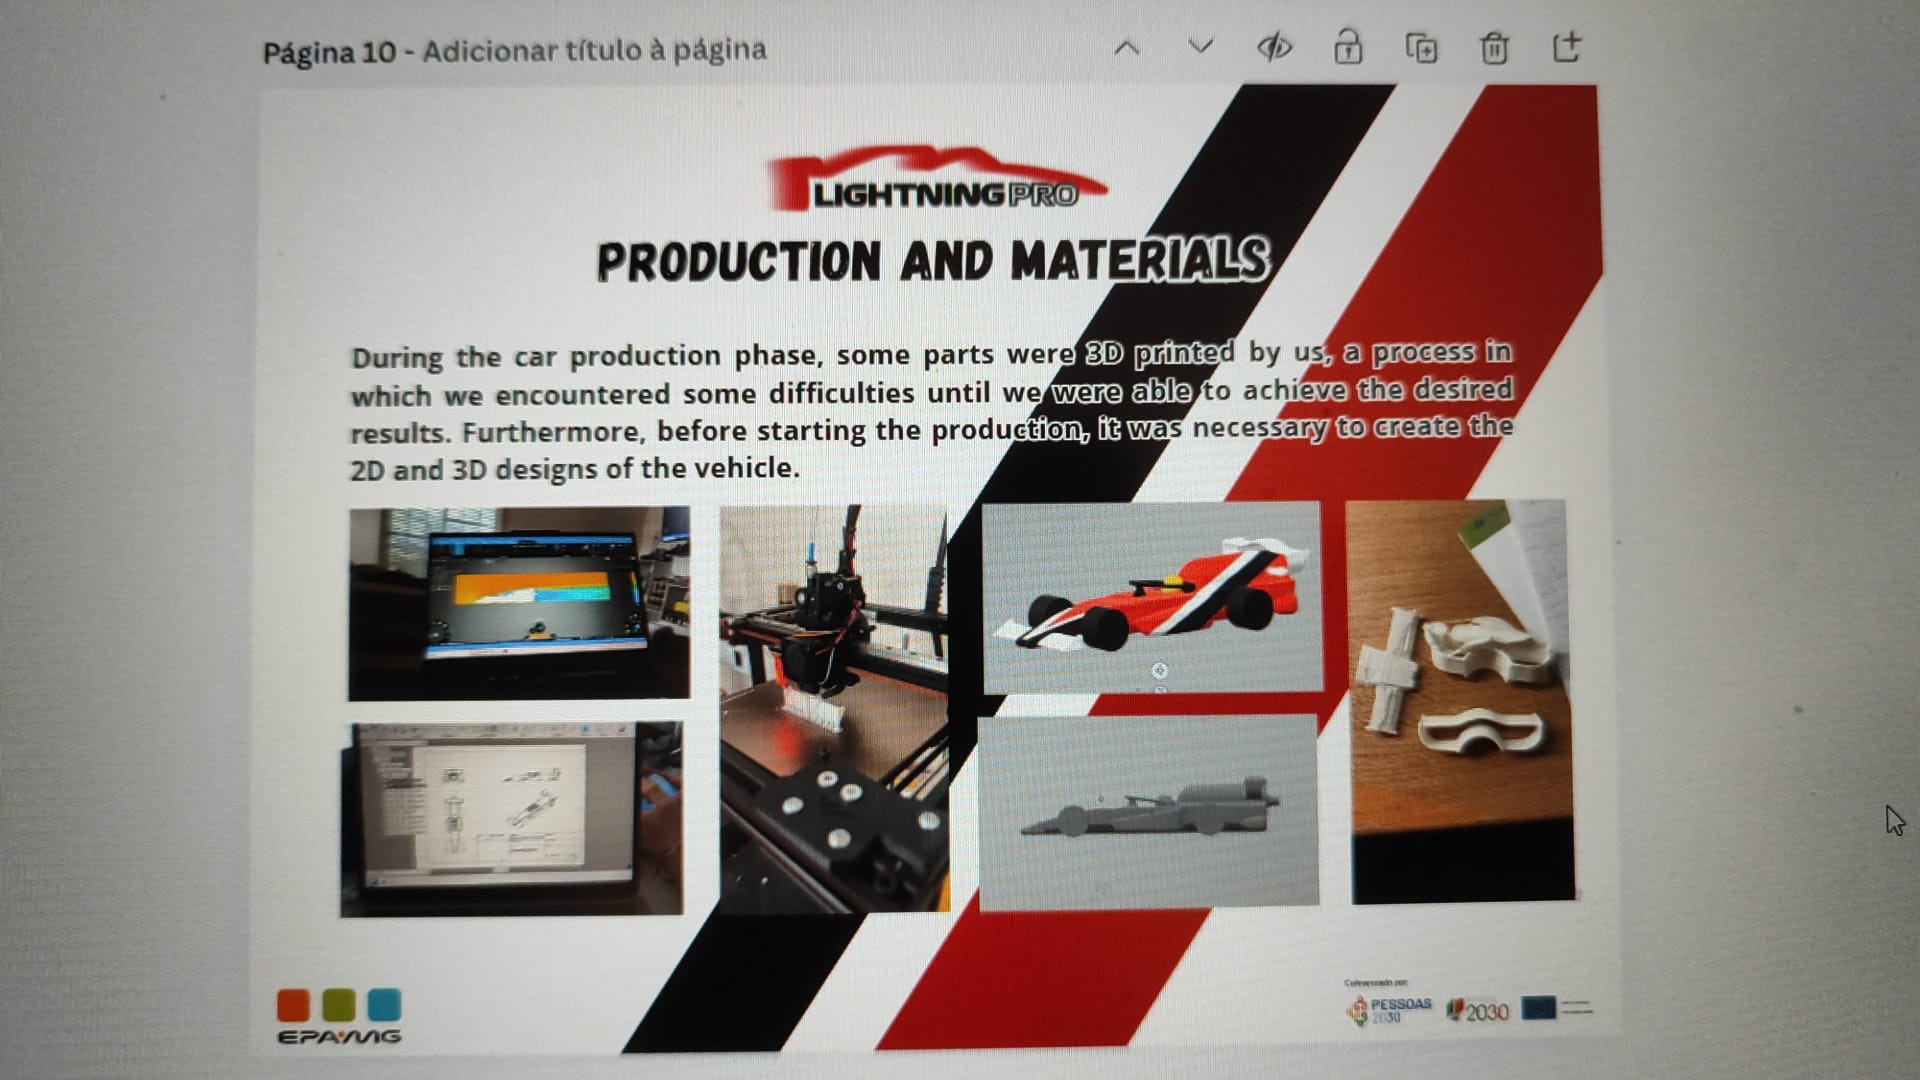 Página 10 - Adicionar título à página
LIGHTNINGPRO
PRODUCTION AND MATERIALS
During the car production phase, some parts were 3D printed by us, a process in
which we encountered some difficulties until we were able to achieve the desired
results. Furthermore, before starting the production, it was necessary to create the
2D and 3D designs of the vehicle.
EPAMG
Cofinanciado por:
PESSOAS
2030
2030